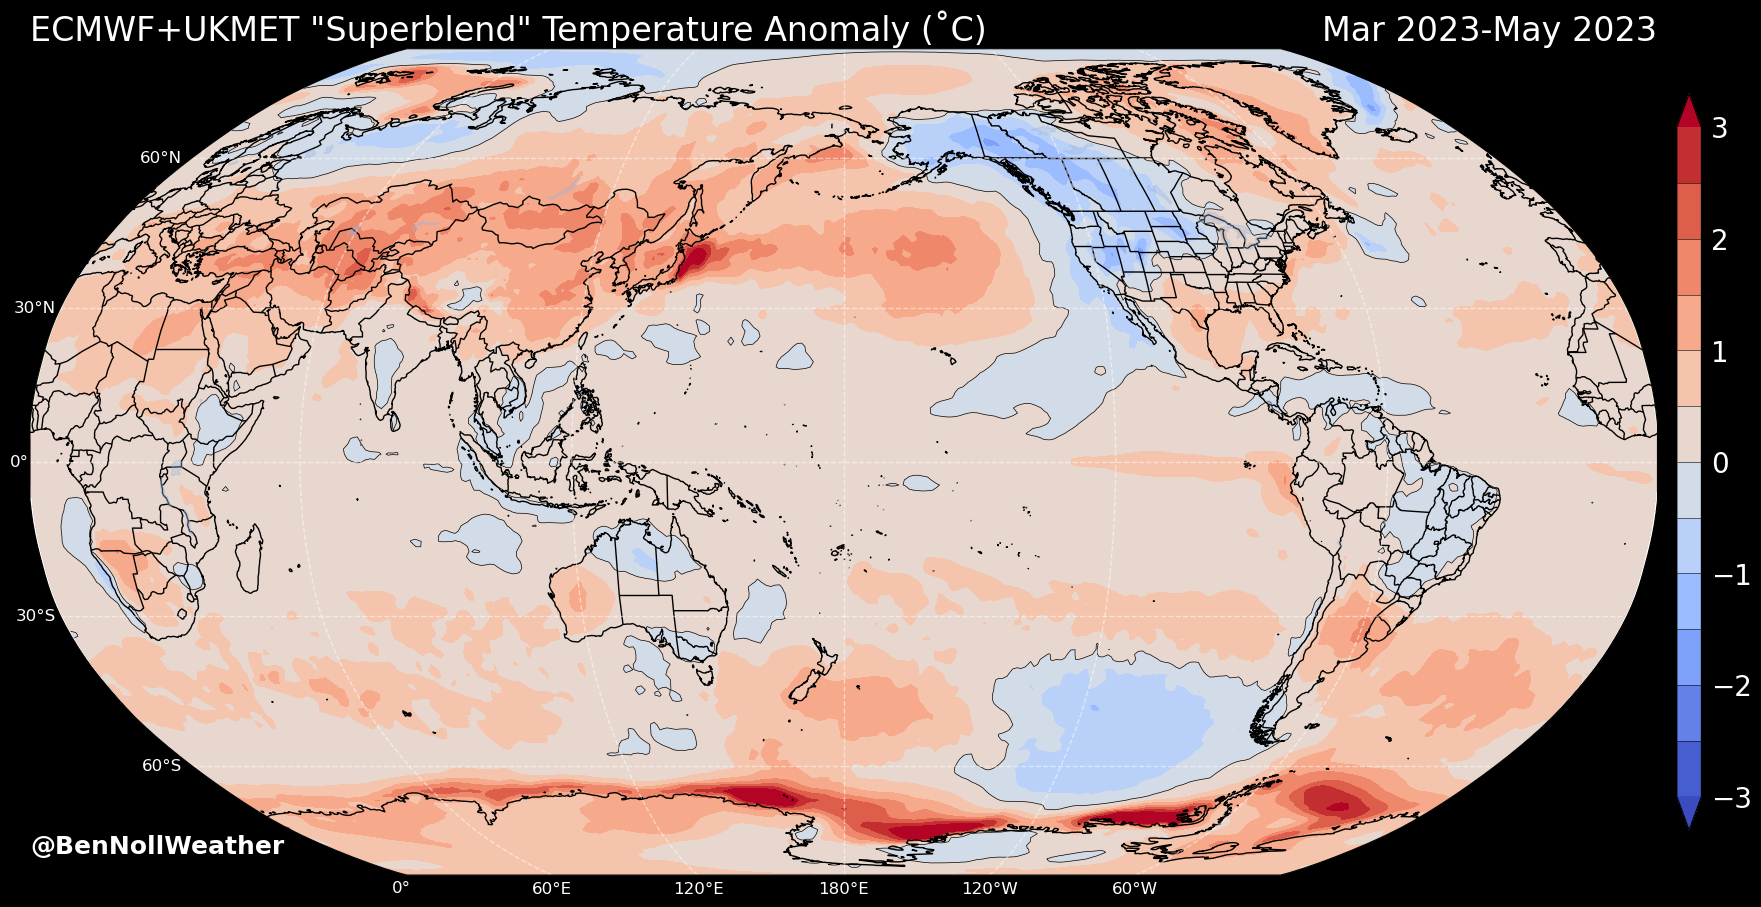 ECMWF+UKMET "Superblend" Temperature Anomaly (˚C)
Mar 2023-May 2023
60°N
30°N
0°
30°S
60°S
0°
60°E
120°E
180°E
120°W
60°W
3
2
1
0
−1
−2
−3
@BenNollWeather